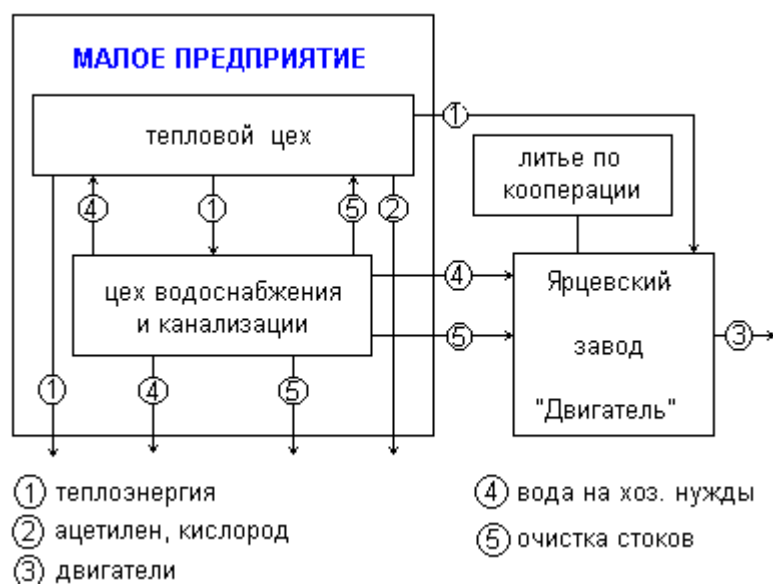 МАЛОЕ ПРЕДПРИЯТИЕ
тепловой цех
1
литье по
кооперации
4
1
5
2
цех водоснабжения
и канализации
4
5
Ярцевский
завод
"Двигатель"
3
1
4
5
1 теплоэнергия
2 ацетилен, кислород
3 двигатели
4 вода на хоз. нужды
5 очистка стоков